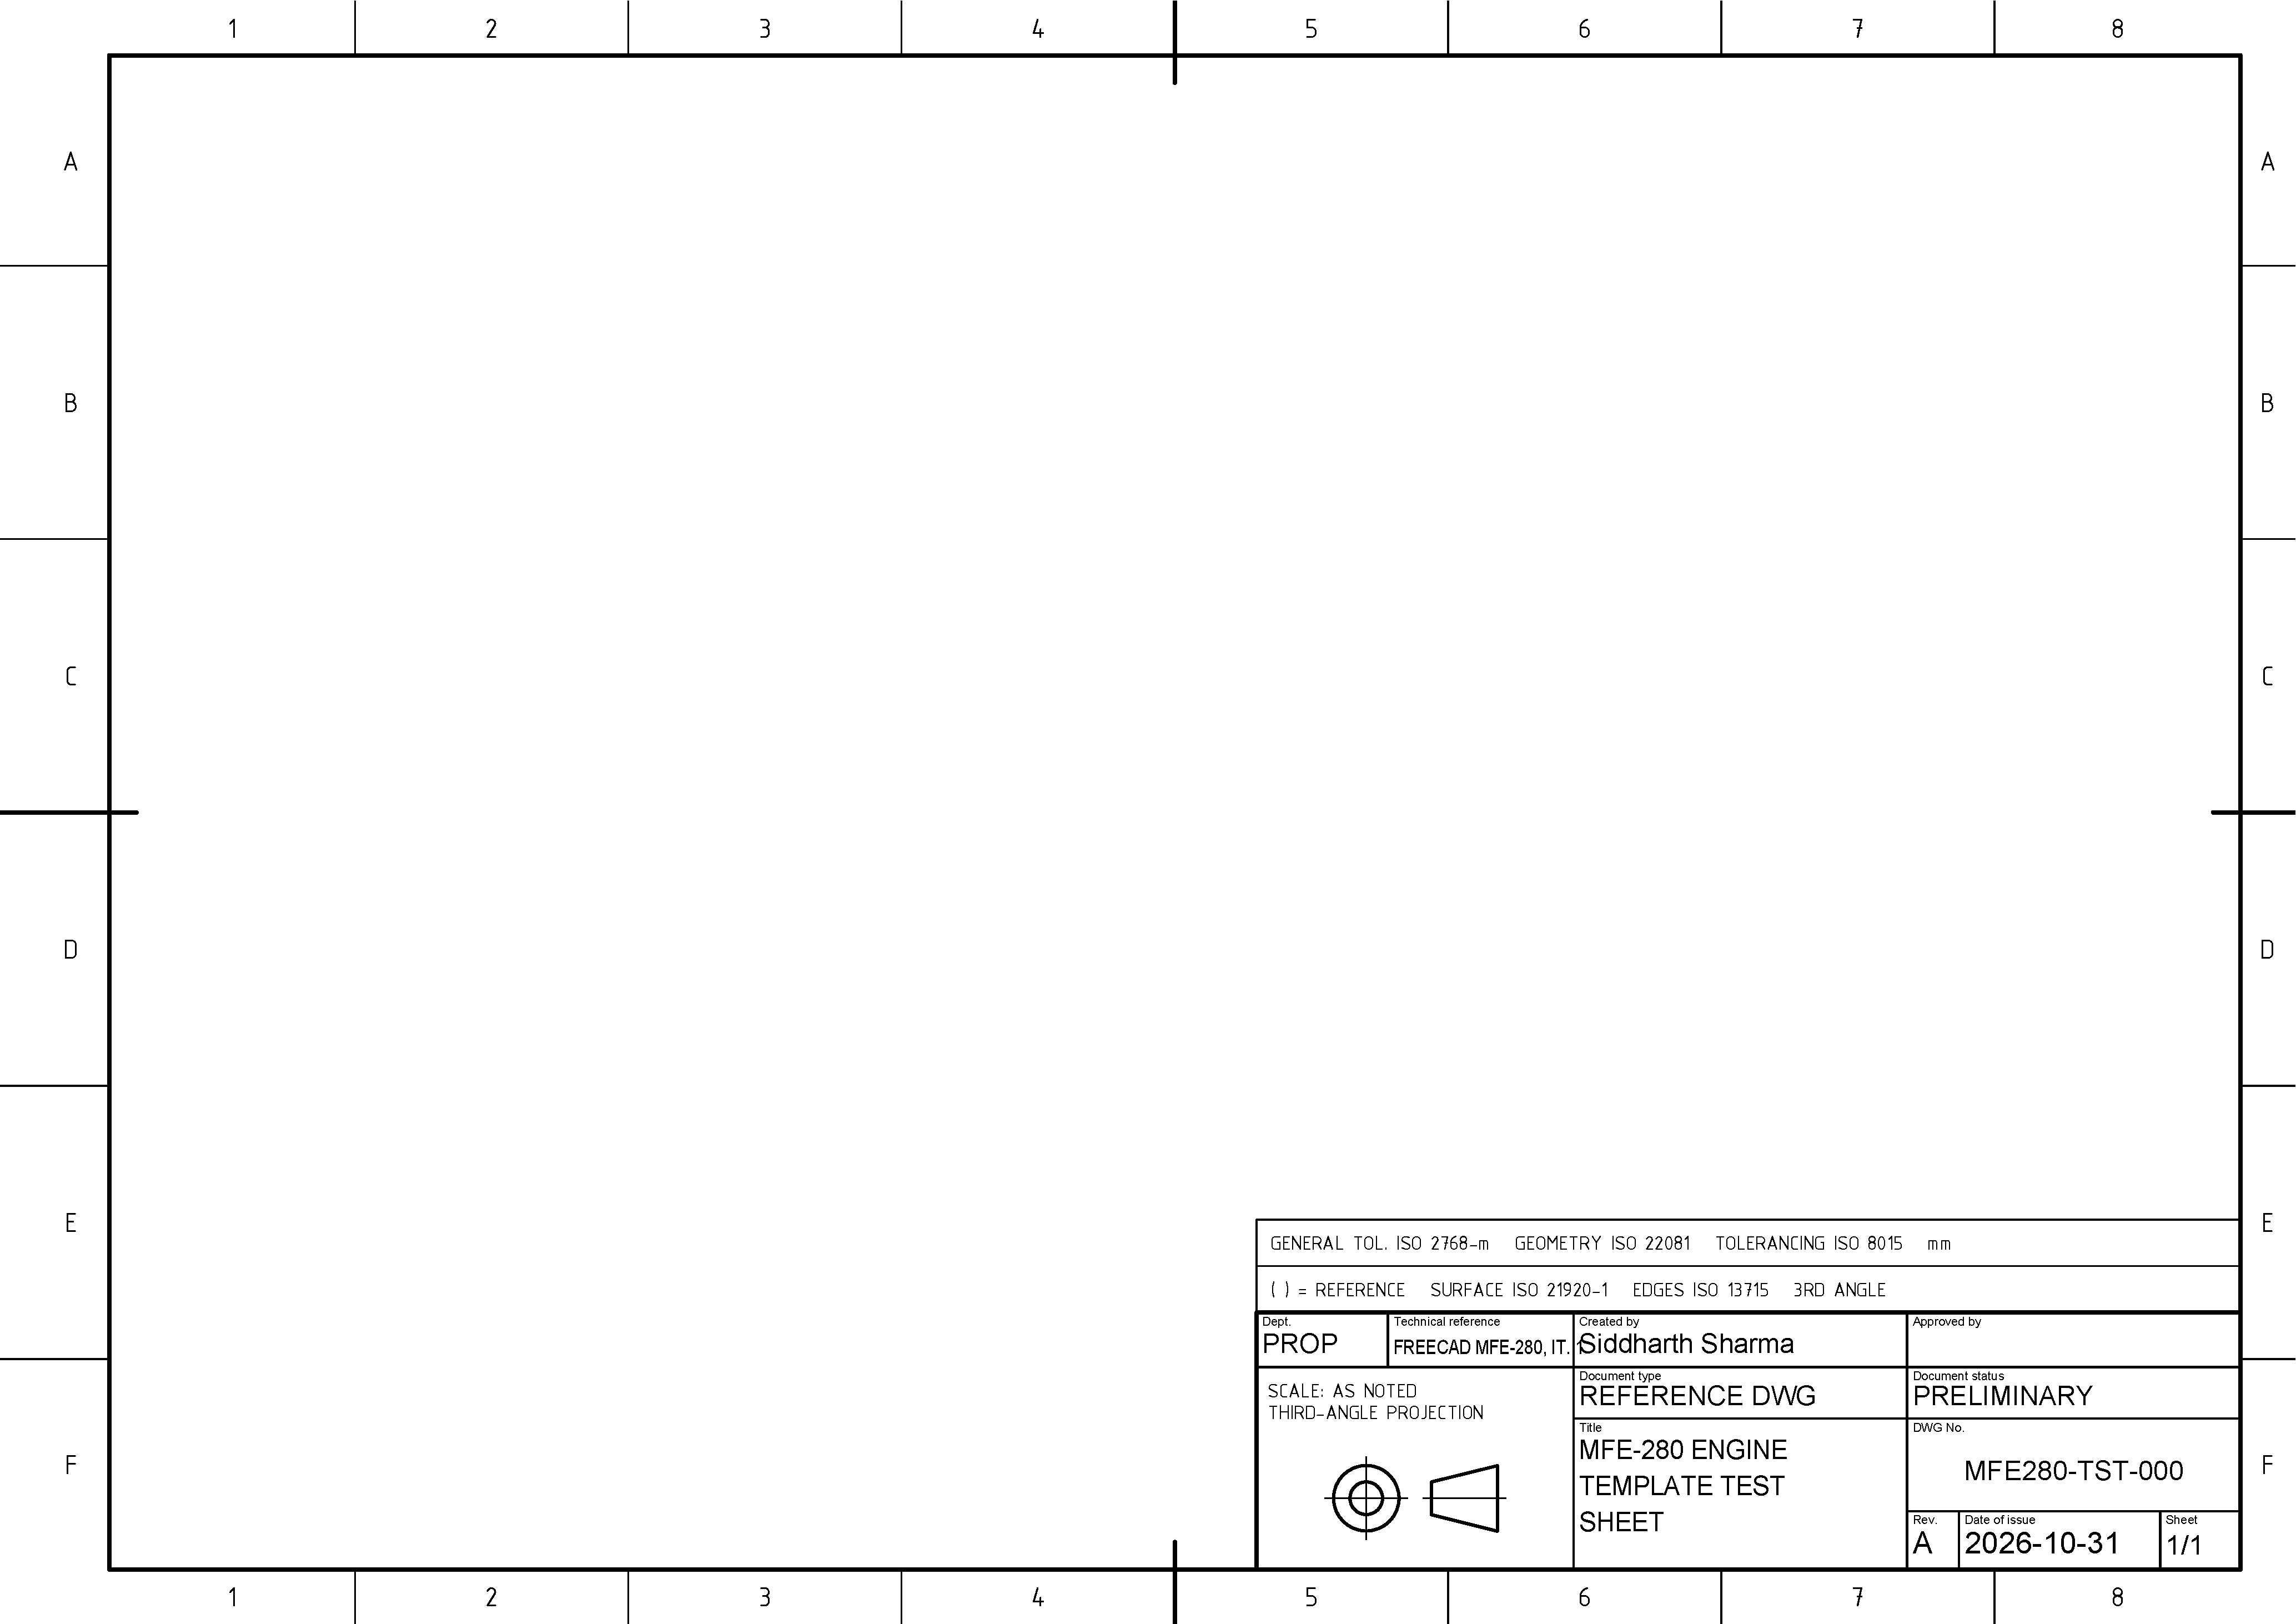 1 2 3 4 5 6 7 8
A A
B B
C C
D D
E E
GENERAL TOL. ISO 2768-m GEOMETRY ISO 22081 TOLERANCING ISO 8015 mm
( ) = REFERENCE SURFACE ISO 21920-1 EDGES ISO 13715 3RD ANGLE
Dept. Technical reference Created by Approved by
PROP FREECAD MFE-280, IT. 1 Siddharth Sharma
Document type Document status
SCALE: AS NOTED REFERENCE DWG PRELIMINARY
THIRD-ANGLE PROJECTION
Title DWG No.
MFE-280 ENGINE
F MFE280-TST-000 F
TEMPLATE TEST
SHEET
Rev. Date of issue Sheet
A 2026-10-31 1/1
1 2 3 4 5 6 7 8